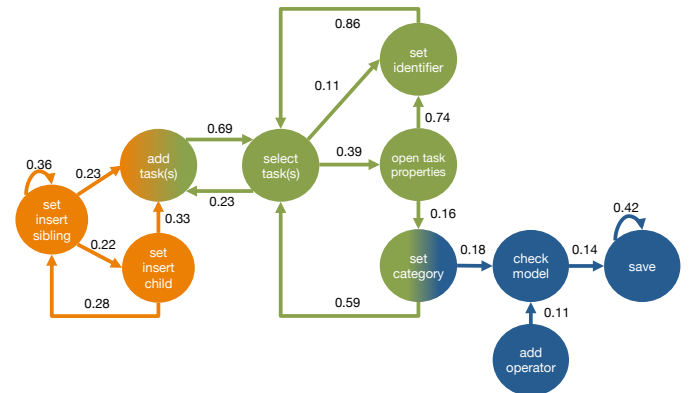 0.86
set
identifier
0.11
0.74
0.69
0.36
0.23
add
task(s)
select
task(s)
0.39
open task
properties
0.23
set
insert
sibling
0.33
0.22
set
insert
child
0.16
0.42
set
category
0.18
check
model
0.14
save
0.28
0.59
0.11
add
operator